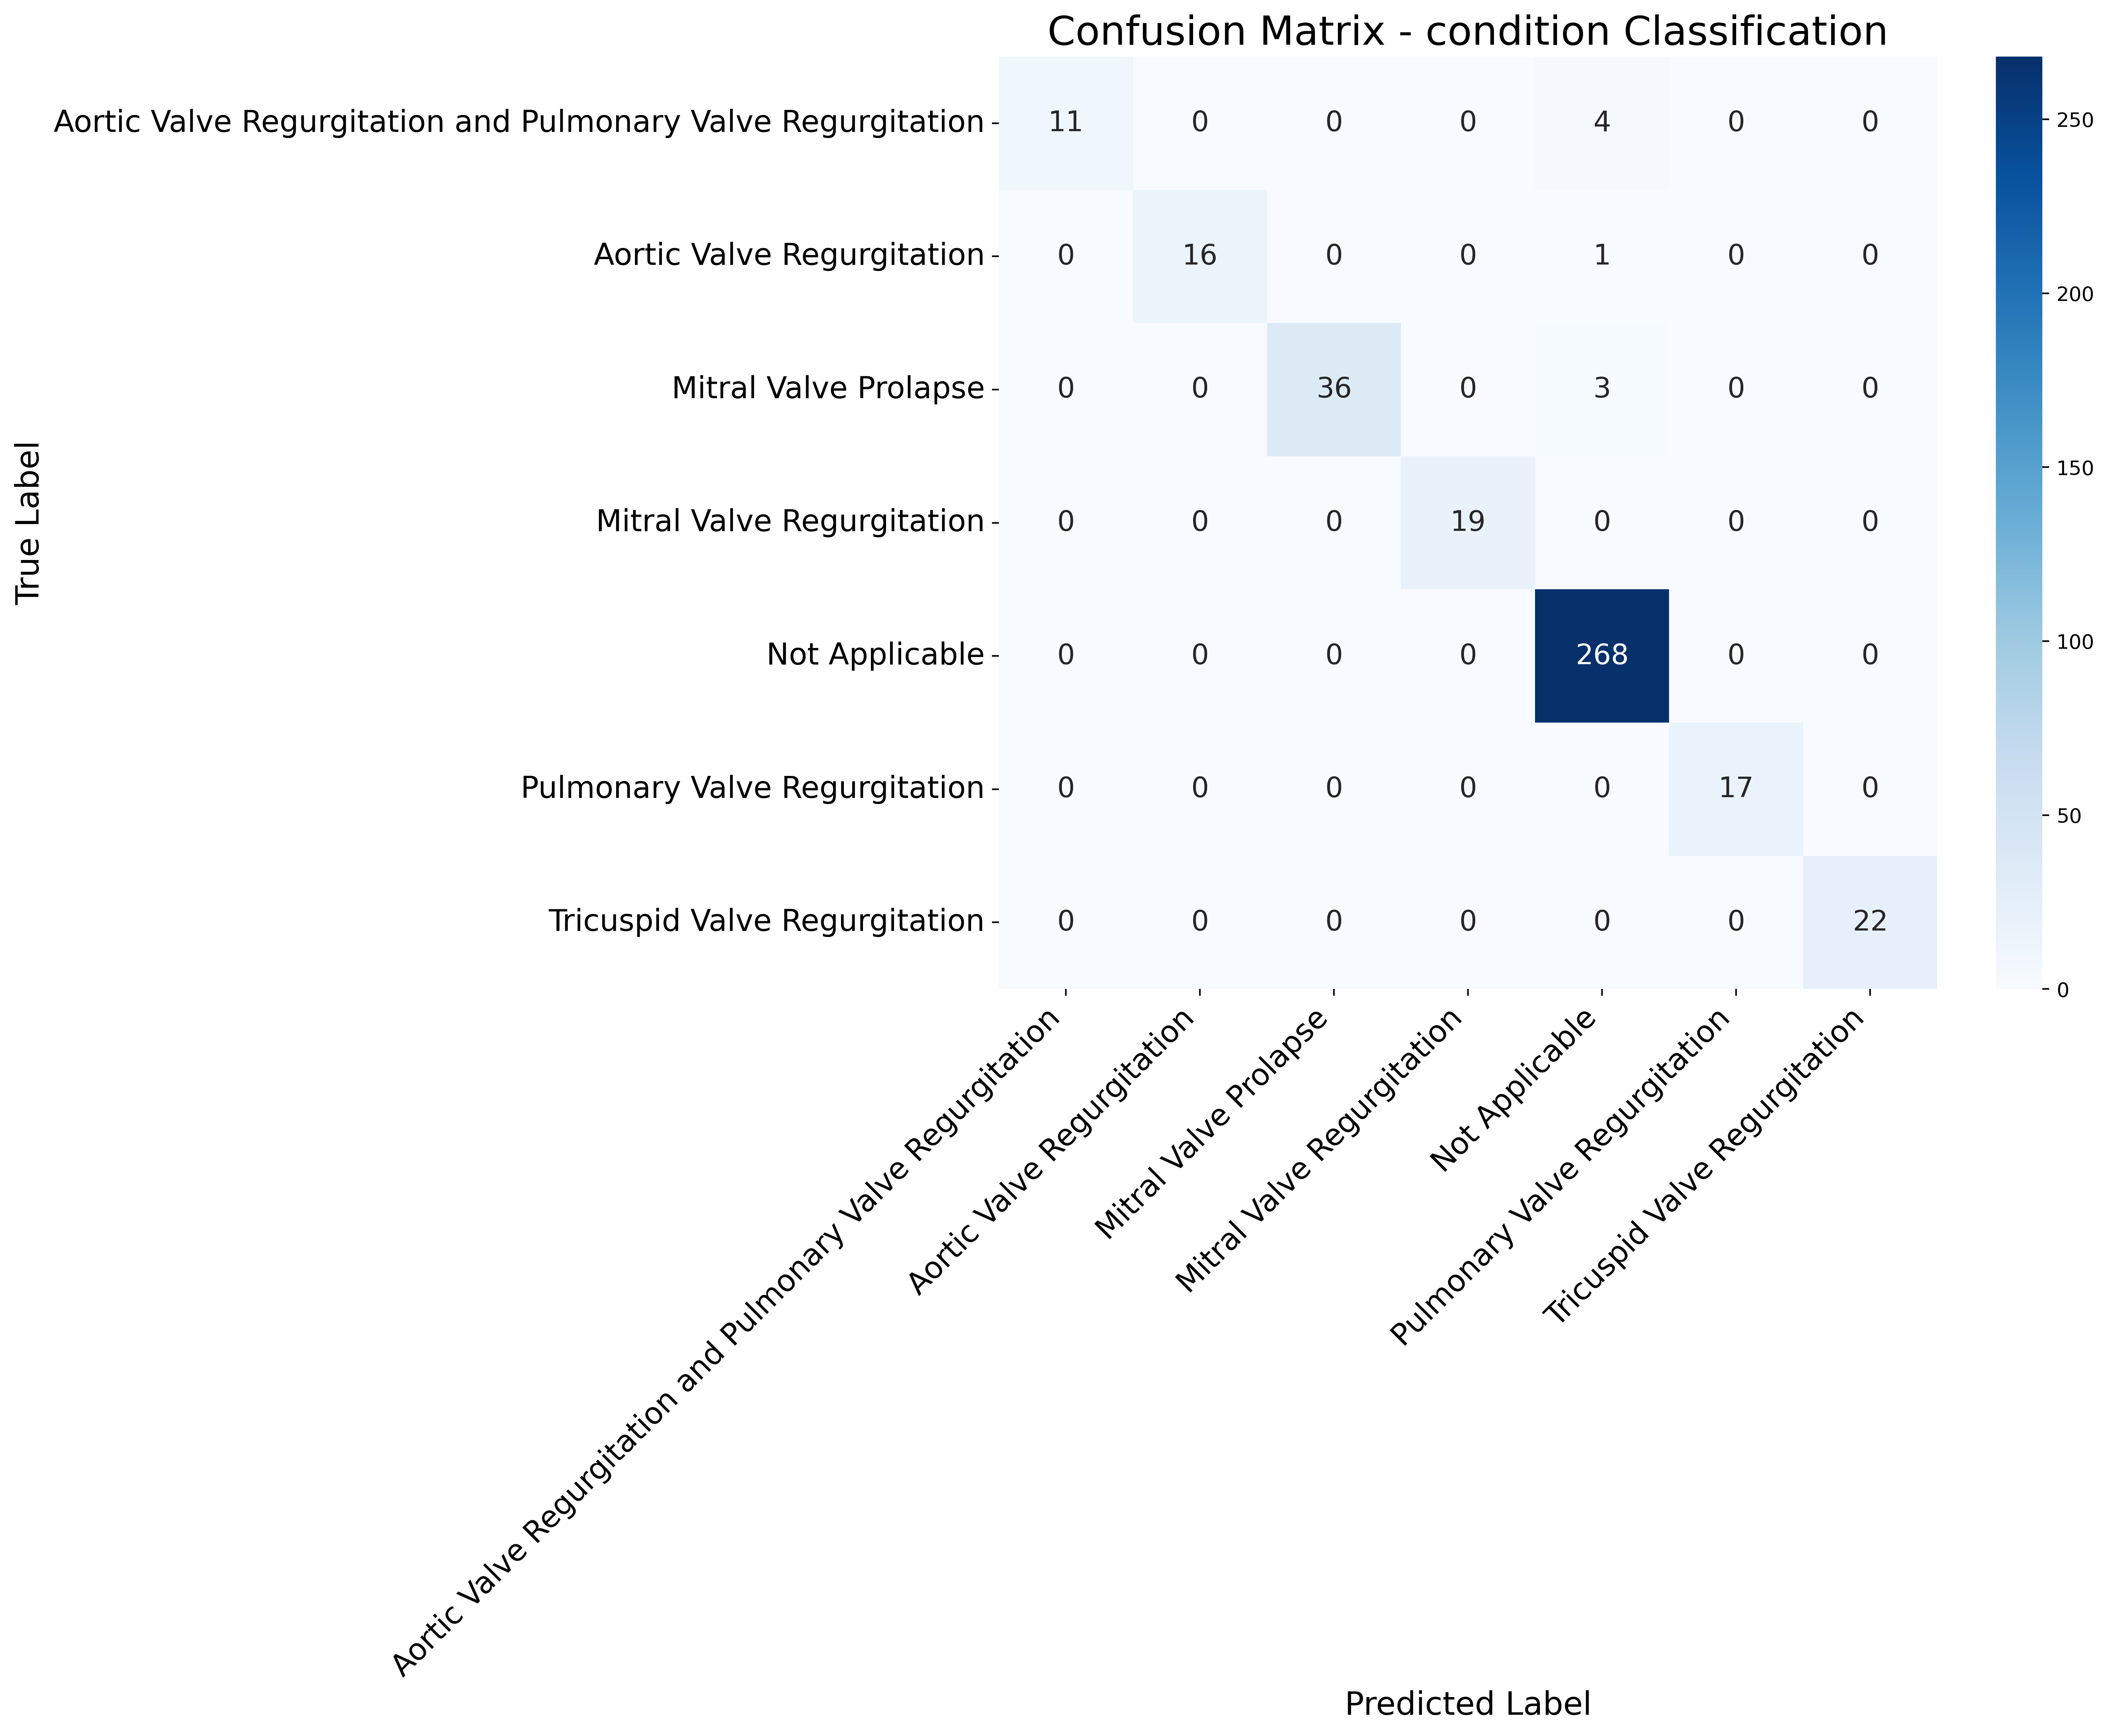 Confusion Matrix - condition Classification
True Label
Aortic Valve Regurgitation and Pulmonary Valve Regurgitation 11 0 0 0 4 0 0
Aortic Valve Regurgitation 0 16 0 0 1 0 0
Mitral Valve Prolapse 0 0 36 0 3 0 0
Mitral Valve Regurgitation 0 0 0 19 0 0 0
Not Applicable 0 0 0 0 268 0 0
Pulmonary Valve Regurgitation 0 0 0 0 0 17 0
Tricuspid Valve Regurgitation 0 0 0 0 0 0 22
Aortic Valve Regurgitation and Pulmonary Valve Regurgitation
Aortic Valve Regurgitation
Mitral Valve Prolapse
Mitral Valve Regurgitation
Not Applicable
Pulmonary Valve Regurgitation
Tricuspid Valve Regurgitation
Predicted Label
250
200
150
100
50
0